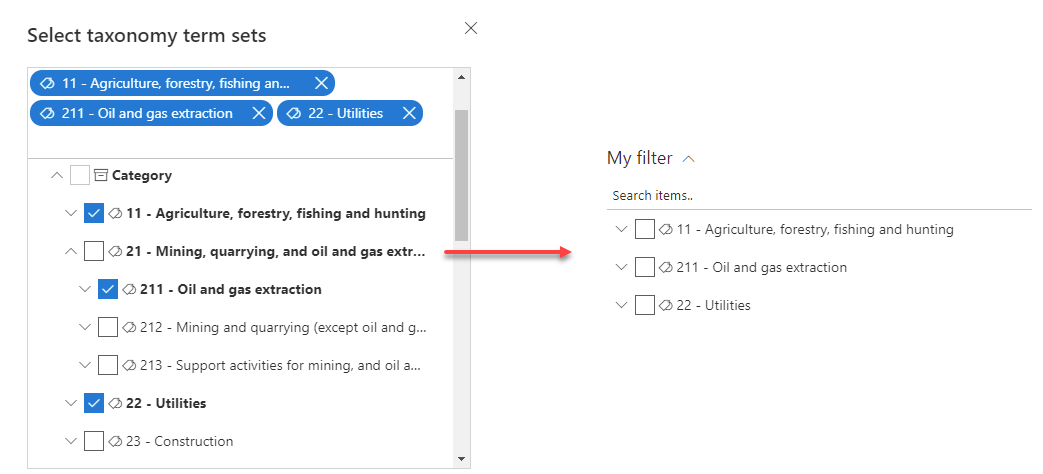 Select taxonomy term sets
11 - Agriculture, forestry, fishing an...
211 - Oil and gas extraction
22 - Utilities
Category
11 - Agriculture, forestry, fishing and hunting
21 - Mining, quarrying, and oil and gas extr...
211 - Oil and gas extraction
212 - Mining and quarrying (except oil and g...
213 - Support activities for mining, and oil a...
22 - Utilities
23 - Construction
My filter
Search items..
11 - Agriculture, forestry, fishing and hunting
211 - Oil and gas extraction
22 - Utilities